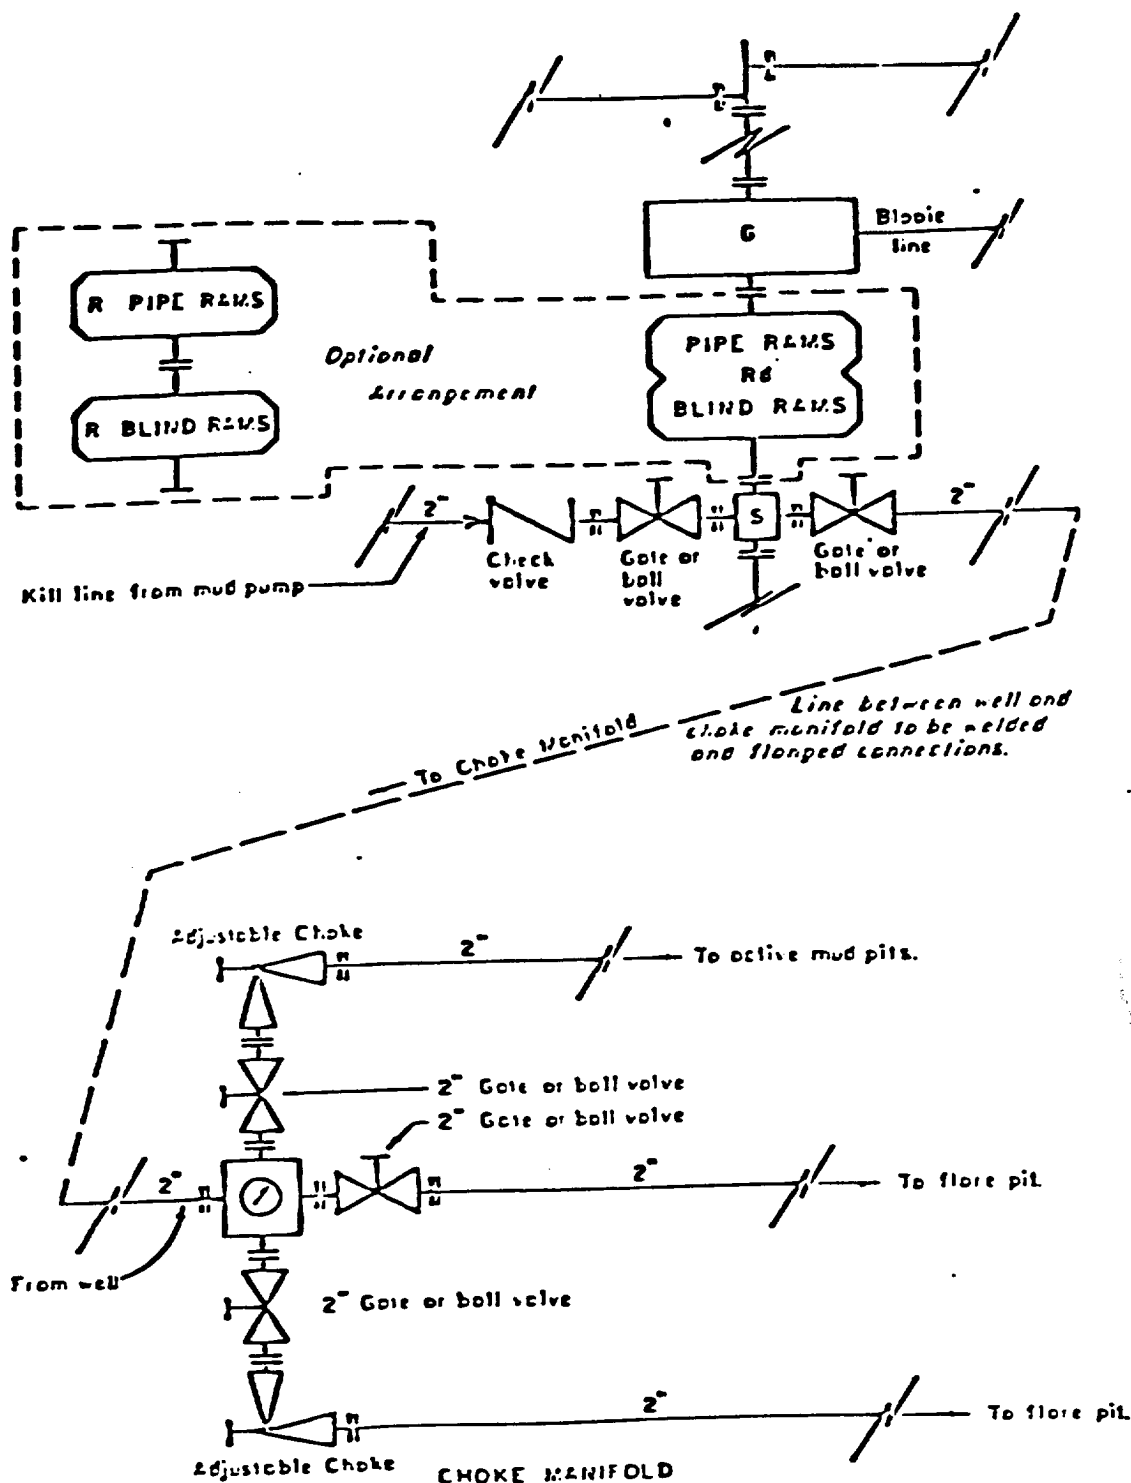 G
Blooie
line
R PIPE RAMS
Optional
Arrangement
PIPE RAMS
Rd
BLIND RAMS
R BLIND RAMS
2"
Check
valve
Gate or
ball
valve
S
Gate or
ball valve
2"
Kill line from mud pump
Line between well and
choke manifold to be welded
and flanged connections.
To Choke Manifold
Adjustable Choke
2"
To active mud pits.
2" Gate or ball valve
2" Gate or ball valve
2"
2"
To flare pit.
From well
2" Gate or ball valve
2"
To flare pit.
Adjustable Choke
CHOKE MANIFOLD